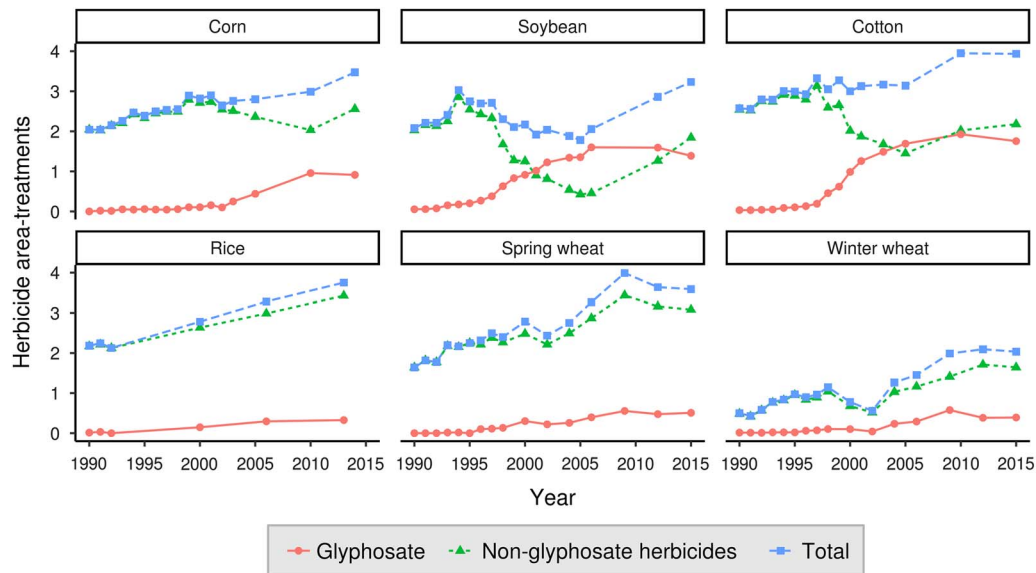 Corn Soybean Cotton
4
3
2
1
0
Rice Spring wheat Winter wheat
4
3
2
1
0
1990 1995 2000 2005 2010 2015 1990 1995 2000 2005 2010 2015 1990 1995 2000 2005 2010 2015
Herbicide area-treatments
Year
Glyphosate Non-glyphosate herbicides Total